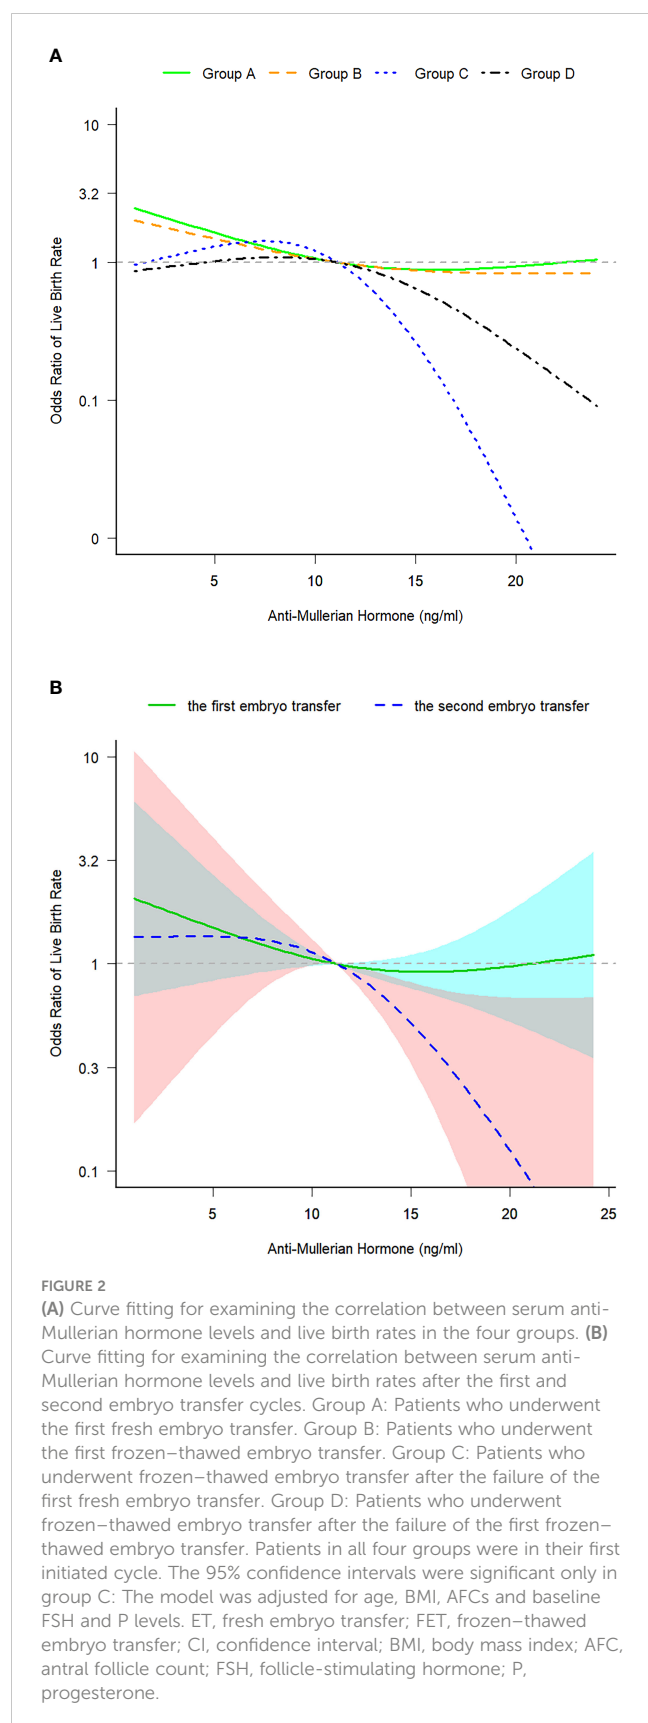 A
Group A Group B Group C Group D
10
3.2
1
0.1
0
Odds Ratio of Live Birth Rate
5 10 15 20
Anti-Mullerian Hormone (ng/ml)
B
the first embryo transfer the second embryo transfer
10
3.2
1
0.3
0.1
Odds Ratio of Live Birth Rate
5 10 15 20 25
Anti-Mullerian Hormone (ng/ml)
FIGURE 2
(A) Curve fitting for examining the correlation between serum anti-
Mullerian hormone levels and live birth rates in the four groups. (B)
Curve fitting for examining the correlation between serum anti-
Mullerian hormone levels and live birth rates after the first and
second embryo transfer cycles. Group A: Patients who underwent
the first fresh embryo transfer. Group B: Patients who underwent
the first frozen–thawed embryo transfer. Group C: Patients who
underwent frozen–thawed embryo transfer after the failure of the
first fresh embryo transfer. Group D: Patients who underwent
frozen–thawed embryo transfer after the failure of the first frozen–
thawed embryo transfer. Patients in all four groups were in their first
initiated cycle. The 95% confidence intervals were significant only in
group C: The model was adjusted for age, BMI, AFCs and baseline
FSH and P levels. ET, fresh embryo transfer; FET, frozen–thawed
embryo transfer; CI, confidence interval; BMI, body mass index; AFC,
antral follicle count; FSH, follicle-stimulating hormone; P,
progesterone.